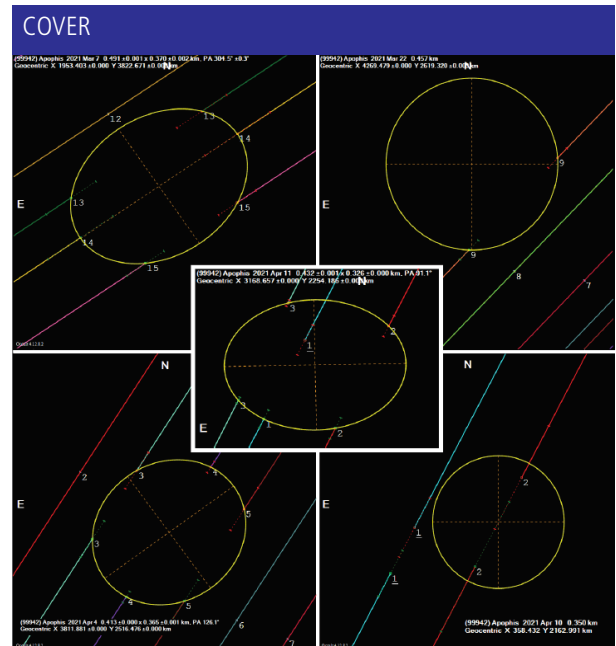 COVER
(99942) Apophis 2021 Mar 7 0.491 ±0.001 x 0.370 ±0.002 km, PA 304.5° ±0.3°
Geocentric X 1953.403 ±0.000 Y 3822.671 ±0.000 km
N
12
13
14
E
13
15
14
15
Occult 4.12.0.2
(99942) Apophis 2021 Mar 22 0.457 km
Geocentric X 4260.479 ±0.000 Y 2619.320 ±0.000 km
N
9
E
9
8
7
(99942) Apophis 2021 Apr 11 0.432 ±0.001 x 0.326 ±0.000 km, PA 91.1°
Geocentric X 3168.657 ±0.000 Y 2254.186 ±0.000 km
N
3
2
1
3
1
E
2
N
2
3
4
E
5
3
4
5
6
7
(99942) Apophis 2021 Apr 4 0.413 ±0.000 x 0.365 ±0.001 km, PA 126.1°
Geocentric X 3811.881 ±0.000 Y 2516.476 ±0.000 km
N
2
E
1
1
2
(99942) Apophis 2021 Apr 10 0.350 km
Geocentric X 358.432 Y 2162.991 km